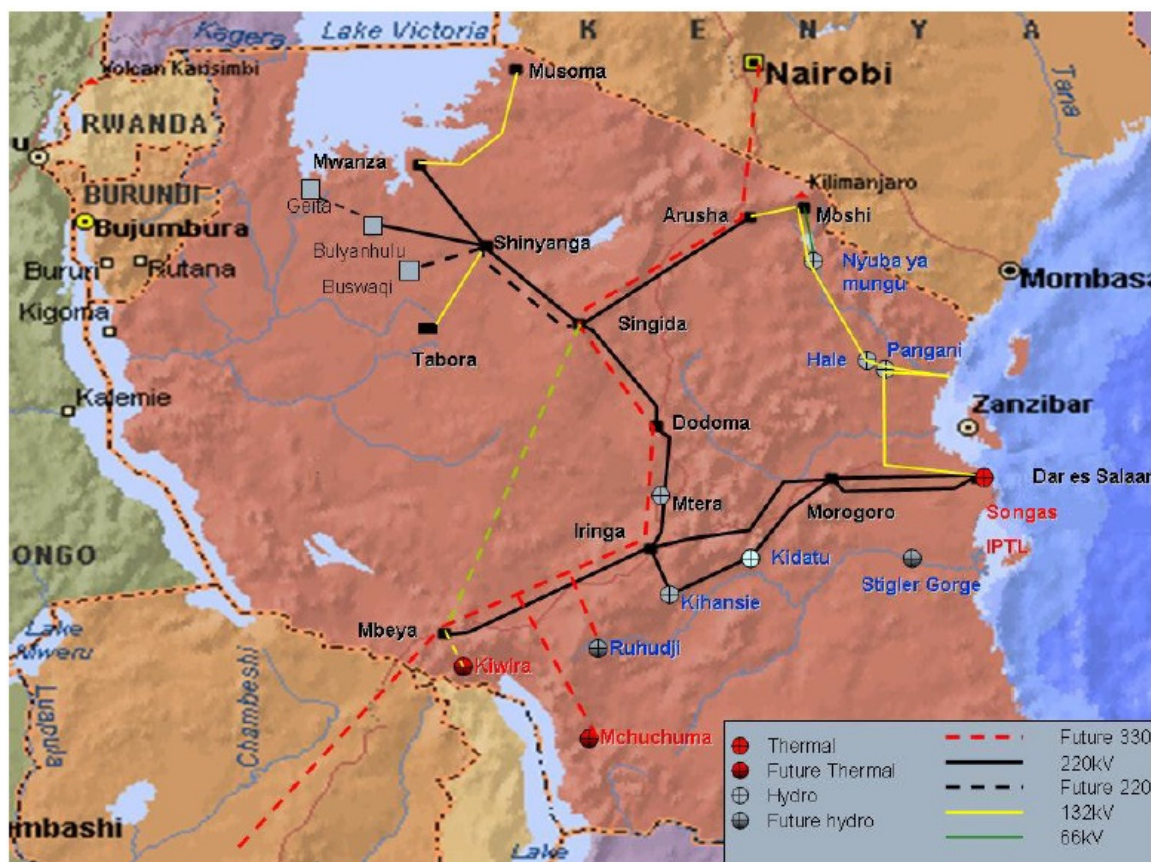 Kagera
Lake Victoria
K E N Y A
Volcan Karisimbi
Musoma
Nairobi
Tana
RWANDA
u
Mwanza
Kilimanjaro
BURUNDI
Geita
Arusha
Moshi
Bujumbura
Bulyanhulu
Shinyanga
Bururi
Rutana
Buswaqi
Nyuba ya
mungu
Mombasa
Kigoma
Singida
Tabora
Hale
Pangani
Kalemie
Zanzibar
Dodoma
Mtera
Dar es Salaam
Iringa
Morogoro
Songas
ONGO
Kidatu
IPTL
Stigler Gorge
Kihansie
Lake
Mweru
Mbeya
Ruhudji
Kiwira
Luapula
Chambeshi
Mchuchuma
Thermal
Future Thermal
Hydro
Future hydro
Future 330
220kV
Future 220
132kV
66kV
umbashi
Lake